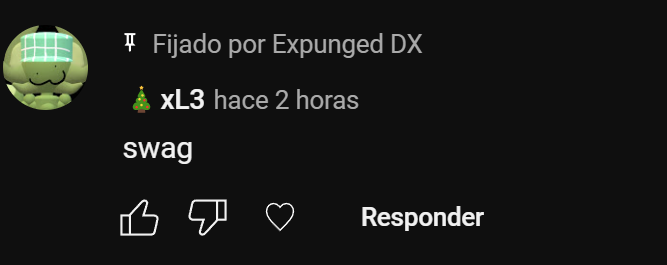 Fijado por Expunged DX
🎄 xL3 hace 2 horas
swag
Responder